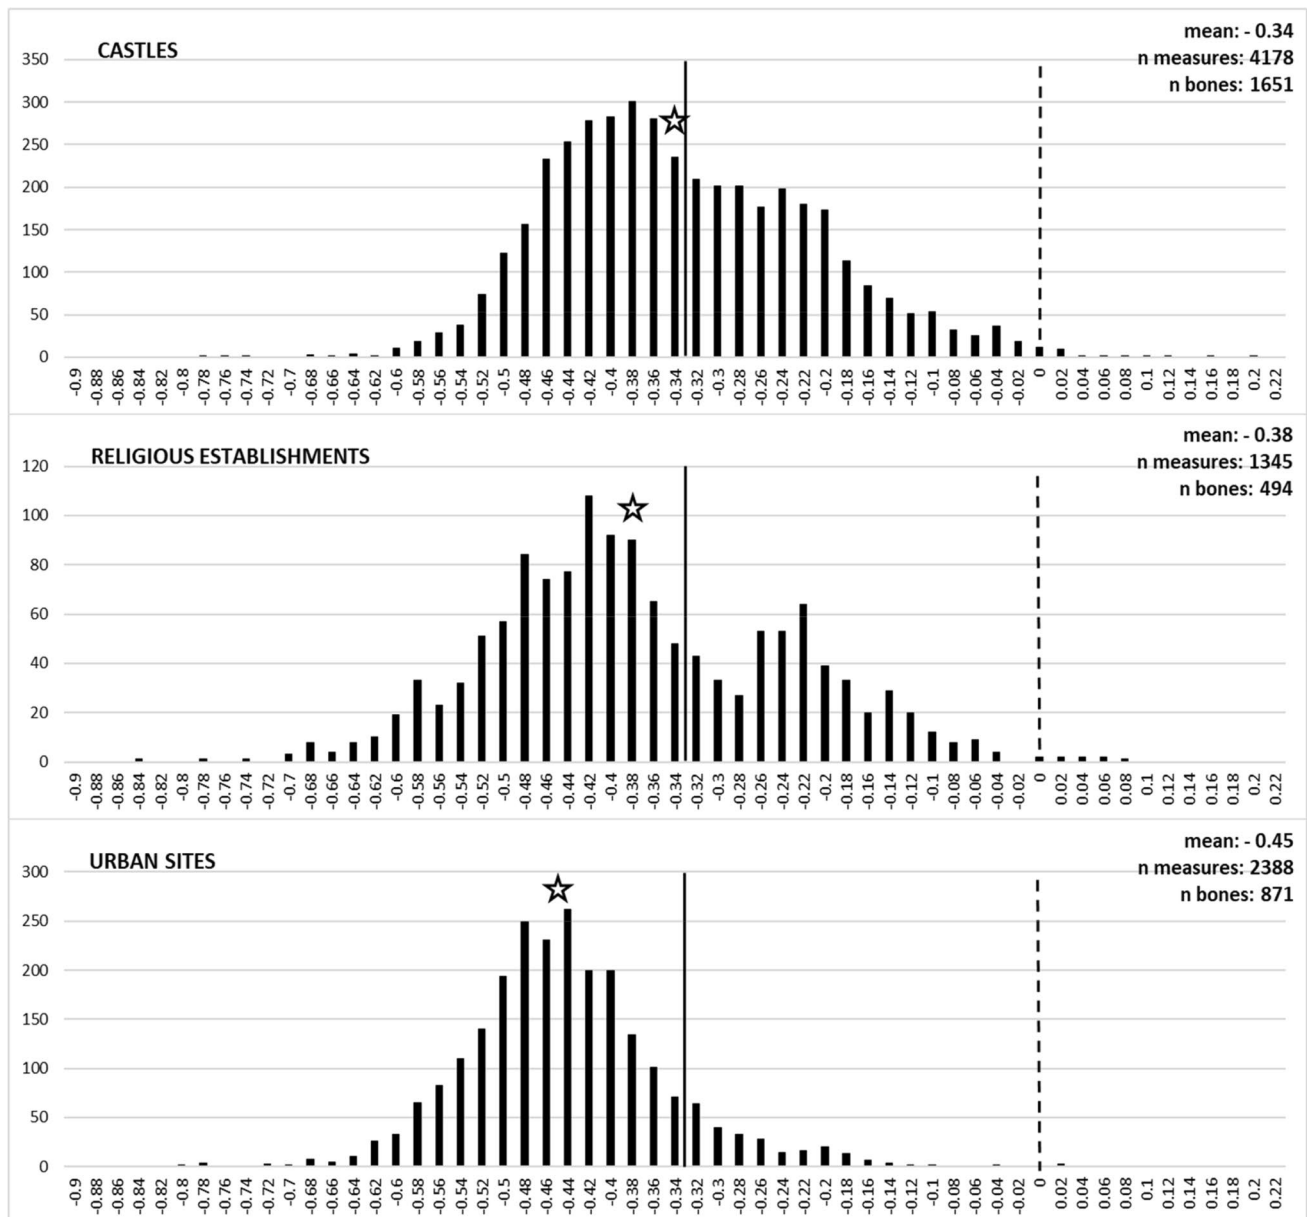 CASTLES
mean: - 0.34
n measures: 4178
n bones: 1651
350
300
250
200
150
100
50
0
-0.9 -0.88 -0.86 -0.84 -0.82 -0.8 -0.78 -0.76 -0.74 -0.72 -0.7 -0.68 -0.66 -0.64 -0.62 -0.6 -0.58 -0.56 -0.54 -0.52 -0.5 -0.48 -0.46 -0.44 -0.42 -0.4 -0.38 -0.36 -0.34 -0.32 -0.3 -0.28 -0.26 -0.24 -0.22 -0.2 -0.18 -0.16 -0.14 -0.12 -0.1 -0.08 -0.06 -0.04 -0.02 0 0.02 0.04 0.06 0.08 0.1 0.12 0.14 0.16 0.18 0.2 0.22
RELIGIOUS ESTABLISHMENTS
mean: - 0.38
n measures: 1345
n bones: 494
120
100
80
60
40
20
0
-0.9 -0.88 -0.86 -0.84 -0.82 -0.8 -0.78 -0.76 -0.74 -0.72 -0.7 -0.68 -0.66 -0.64 -0.62 -0.6 -0.58 -0.56 -0.54 -0.52 -0.5 -0.48 -0.46 -0.44 -0.42 -0.4 -0.38 -0.36 -0.34 -0.32 -0.3 -0.28 -0.26 -0.24 -0.22 -0.2 -0.18 -0.16 -0.14 -0.12 -0.1 -0.08 -0.06 -0.04 -0.02 0 0.02 0.04 0.06 0.08 0.1 0.12 0.14 0.16 0.18 0.2 0.22
URBAN SITES
mean: - 0.45
n measures: 2388
n bones: 871
300
250
200
150
100
50
0
-0.9 -0.88 -0.86 -0.84 -0.82 -0.8 -0.78 -0.76 -0.74 -0.72 -0.7 -0.68 -0.66 -0.64 -0.62 -0.6 -0.58 -0.56 -0.54 -0.52 -0.5 -0.48 -0.46 -0.44 -0.42 -0.4 -0.38 -0.36 -0.34 -0.32 -0.3 -0.28 -0.26 -0.24 -0.22 -0.2 -0.18 -0.16 -0.14 -0.12 -0.1 -0.08 -0.06 -0.04 -0.02 0 0.02 0.04 0.06 0.08 0.1 0.12 0.14 0.16 0.18 0.2 0.22